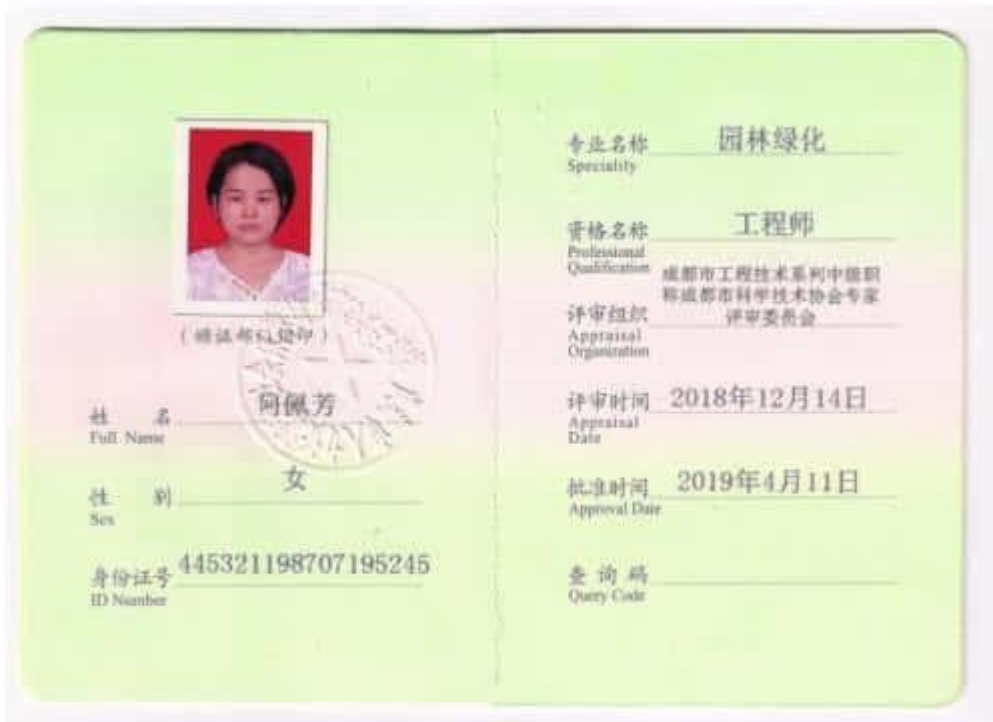 (验证部门钢印)
姓 名 阿佩芳
Full Name
性 别 女
Sex
身份证号 445321198707195245
ID Number
专业名称 园林绿化
Speciality
资格名称 工程师
Professional
Qualification
成都市工程技术系列中级职
称成都市科学技术协会专家
评审委员会
评审组织
Appraisal
Organization
评审时间 2018年12月14日
Appraisal
Date
批准时间 2019年4月11日
Approval Date
查询码
Query Code